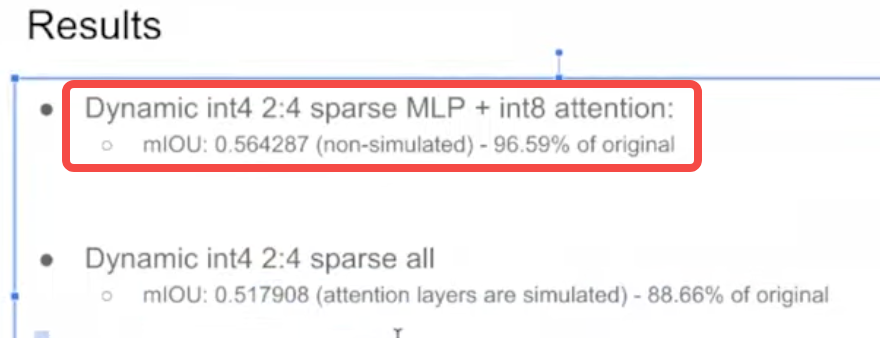 Results
● Dynamic int4 2:4 sparse MLP + int8 attention:
○ mIOU: 0.564287 (non-simulated) - 96.59% of original
● Dynamic int4 2:4 sparse all
○ mIOU: 0.517908 (attention layers are simulated) - 88.66% of original